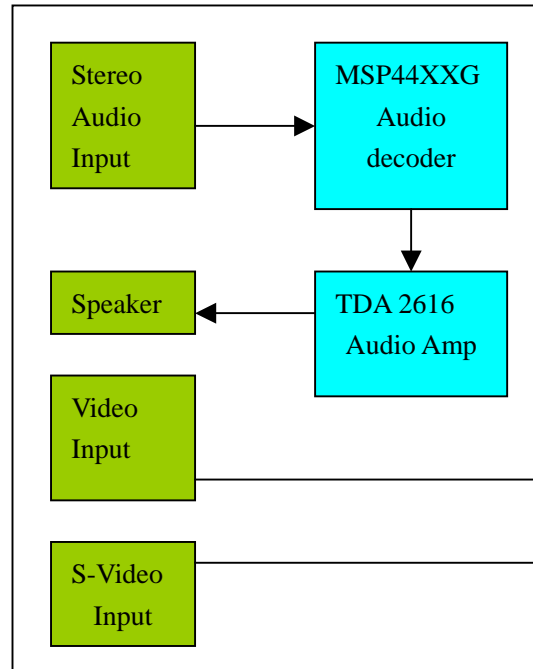 Stereo
Audio
Input
MSP44XXG
Audio
decoder
Speaker
TDA 2616
Audio Amp
Video
Input
S-Video
Input